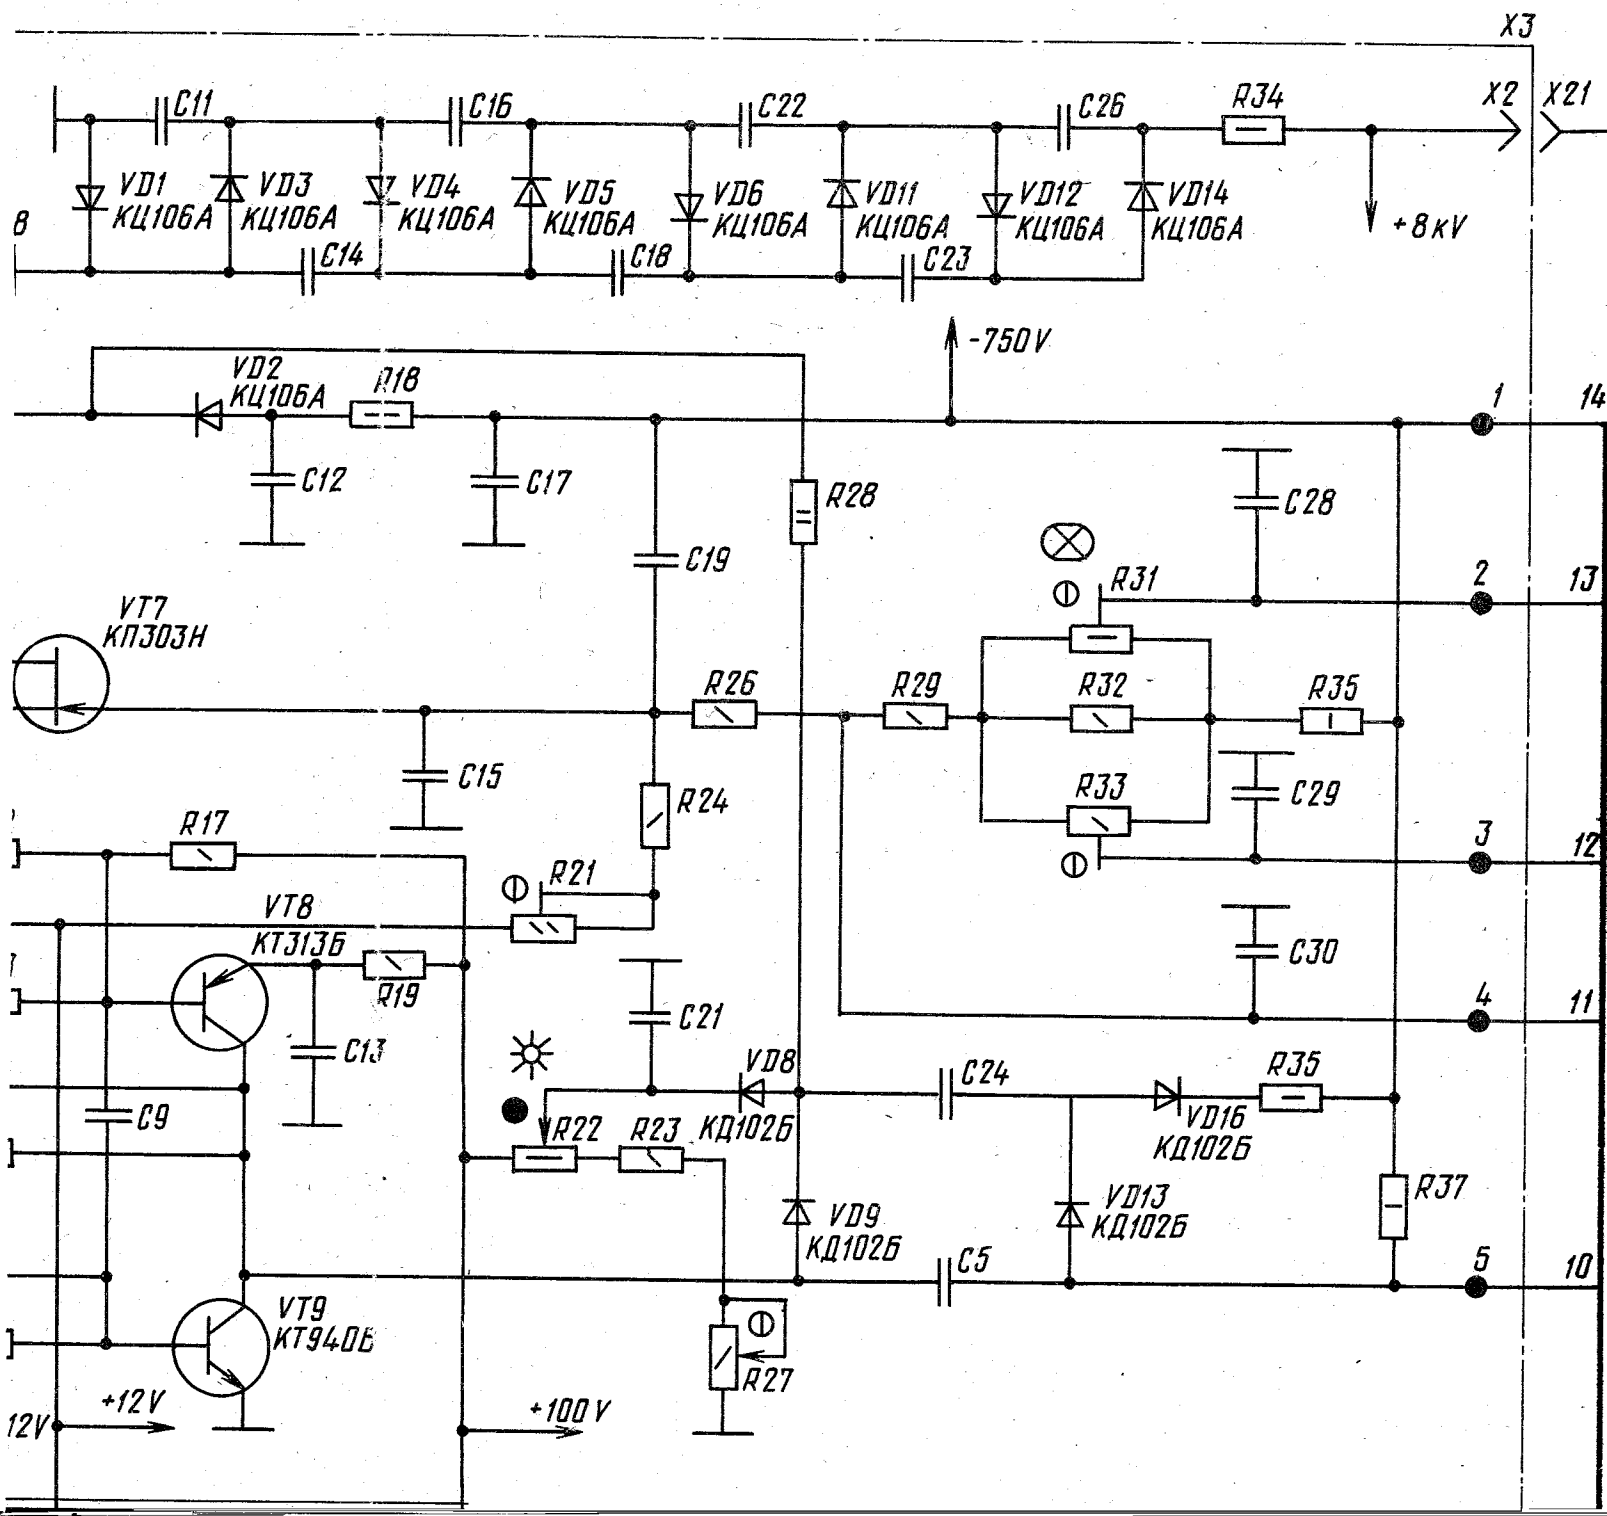 X3
C11
C16
C22
C26
R34
X2
X21
VD1
КЦ106А
VD3
КЦ106А
VD4
КЦ106А
VD5
КЦ106А
VD6
КЦ106А
VD11
КЦ106А
VD12
КЦ106А
VD14
КЦ106А
+8kV
8
C14
C18
C23
-750V
VD2
КЦ106А
R18
1
14
C12
C17
R28
C28
C19
R31
2
13
VT7
КП303Н
R26
R29
R32
R35
C15
R24
R33
C29
R17
3
12
R21
VT8
КТ313Б
R19
C30
C21
4
11
C13
VD8
КД102Б
C24
R35
C9
R22
R23
VD16
КД102Б
VD9
КД102Б
VD13
КД102Б
R37
C5
5
10
VT9
КТ940В
R27
+12V
+100V
12V